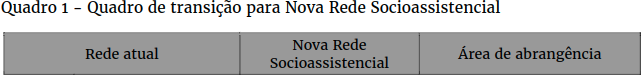 Quadro 1 - Quadro de transição para Nova Rede Socioassistencial
Rede atual
Nova Rede
Socioassistencial
Área de abrangência